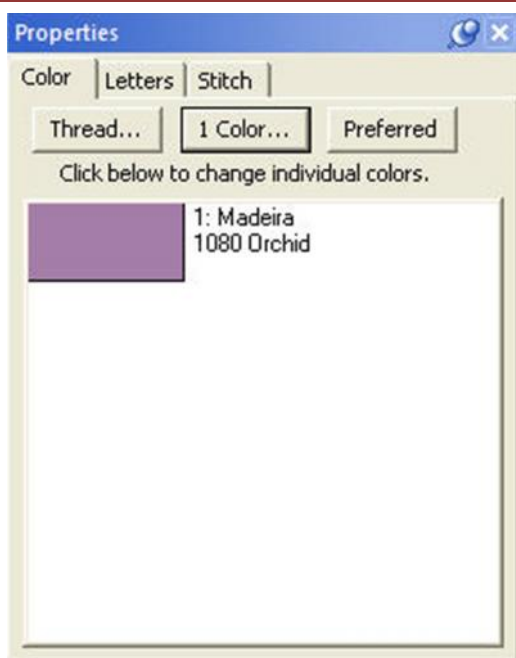 Properties
Color Letters Stitch
Thread... 1 Color... Preferred
Click below to change individual colors.
1: Madeira
1080 Orchid